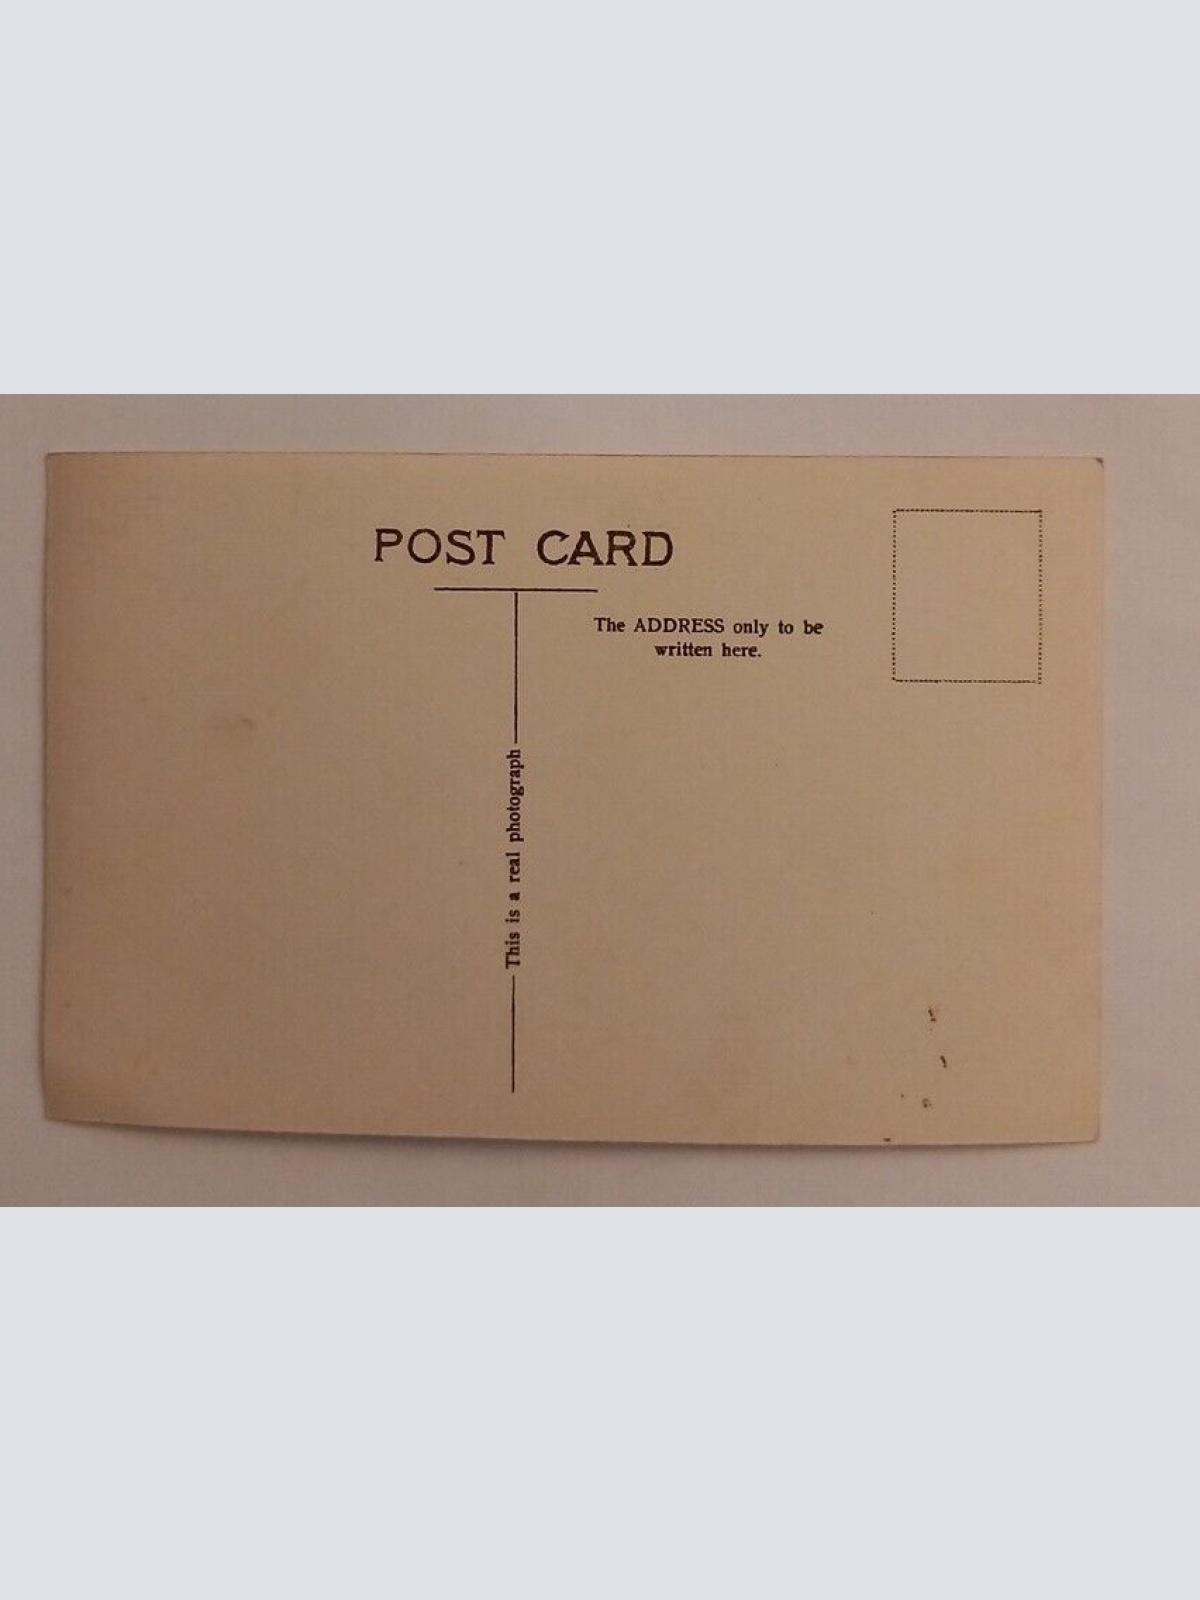 POST CARD
The ADDRESS only to be
written here.
This is a real photograph